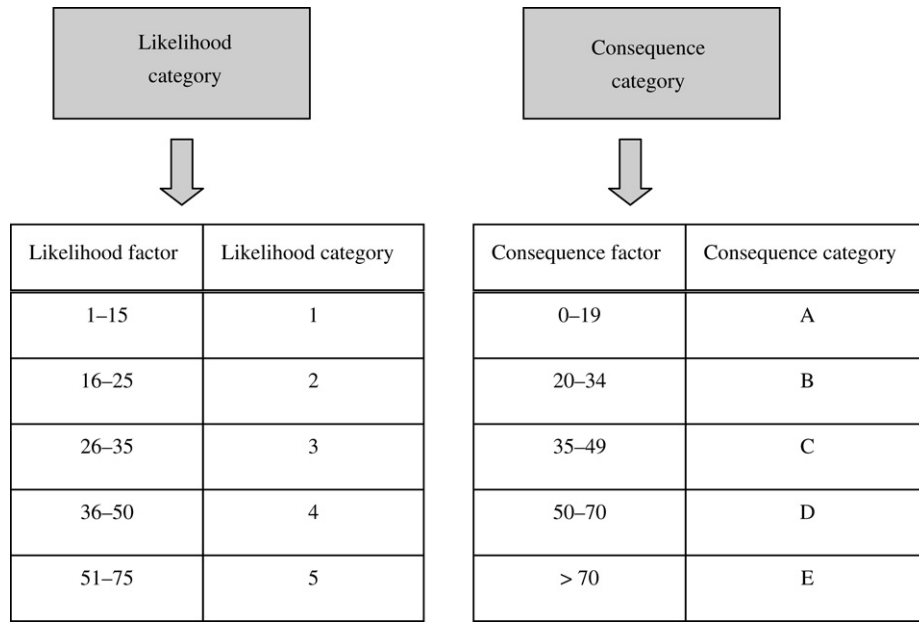 Likelihood
category
Consequence
category
Likelihood factor Likelihood category
1–15 1
16–25 2
26–35 3
36–50 4
51–75 5
Consequence factor Consequence category
0–19 A
20–34 B
35–49 C
50–70 D
> 70 E